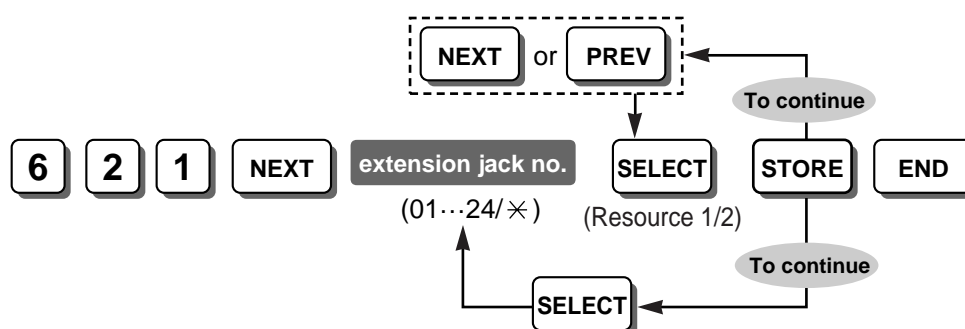 NEXT or PREV
To continue
6 2 1 NEXT extension jack no. SELECT STORE END
(01···24/✳) (Resource 1/2)
To continue
SELECT